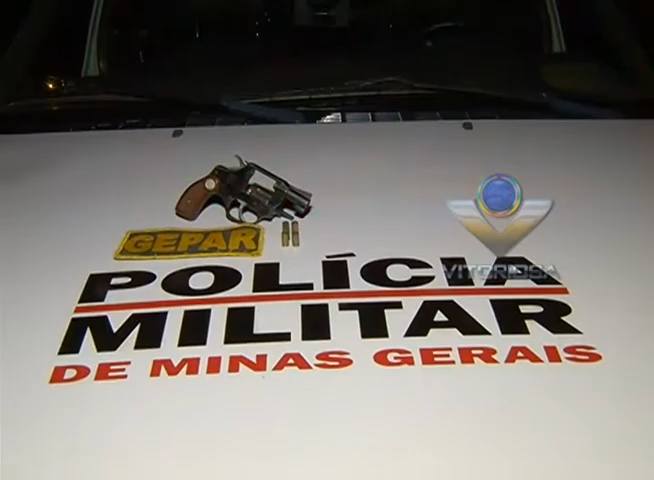 GEPAR
VITORIOSA
POLÍCIA
MILITAR
DE MINAS GERAIS